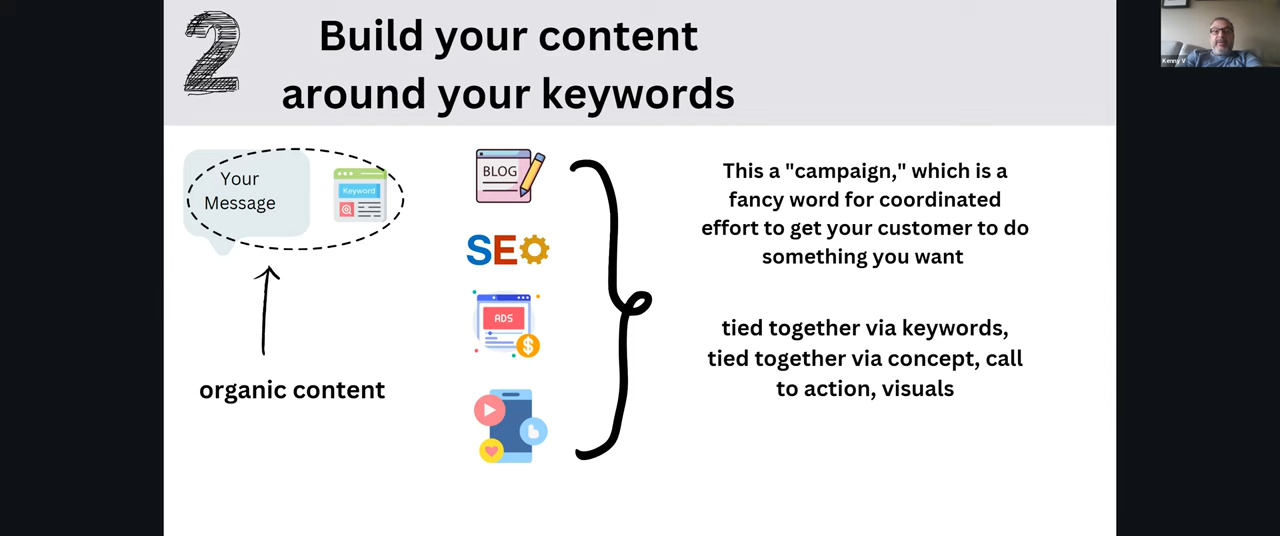 2
Build your content
around your keywords
Kenny V
Your
Message
Keyword
organic content
BLOG
SEO
ADS
$
This a "campaign," which is a
fancy word for coordinated
effort to get your customer to do
something you want
tied together via keywords,
tied together via concept, call
to action, visuals